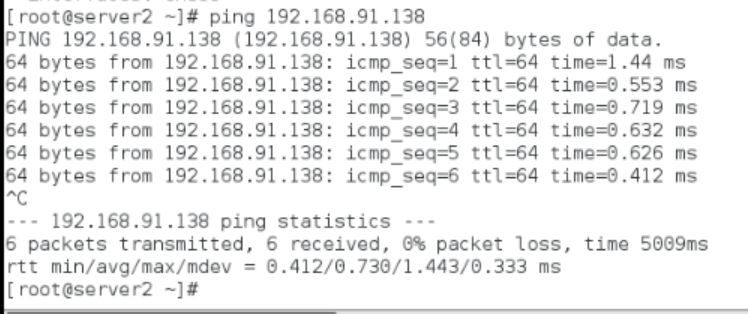 [root@server2 ~]# ping 192.168.91.138
PING 192.168.91.138 (192.168.91.138) 56(84) bytes of data.
64 bytes from 192.168.91.138: icmp_seq=1 ttl=64 time=1.44 ms
64 bytes from 192.168.91.138: icmp_seq=2 ttl=64 time=0.553 ms
64 bytes from 192.168.91.138: icmp_seq=3 ttl=64 time=0.719 ms
64 bytes from 192.168.91.138: icmp_seq=4 ttl=64 time=0.632 ms
64 bytes from 192.168.91.138: icmp_seq=5 ttl=64 time=0.626 ms
64 bytes from 192.168.91.138: icmp_seq=6 ttl=64 time=0.412 ms
^C
--- 192.168.91.138 ping statistics ---
6 packets transmitted, 6 received, 0% packet loss, time 5009ms
rtt min/avg/max/mdev = 0.412/0.730/1.443/0.333 ms
[root@server2 ~]#